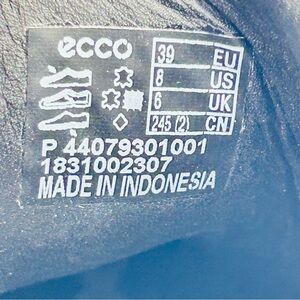 ecco
39 EU
8 US
6 UK
245 (2) CN
P 44079301001
1831002307
MADE IN INDONESIA